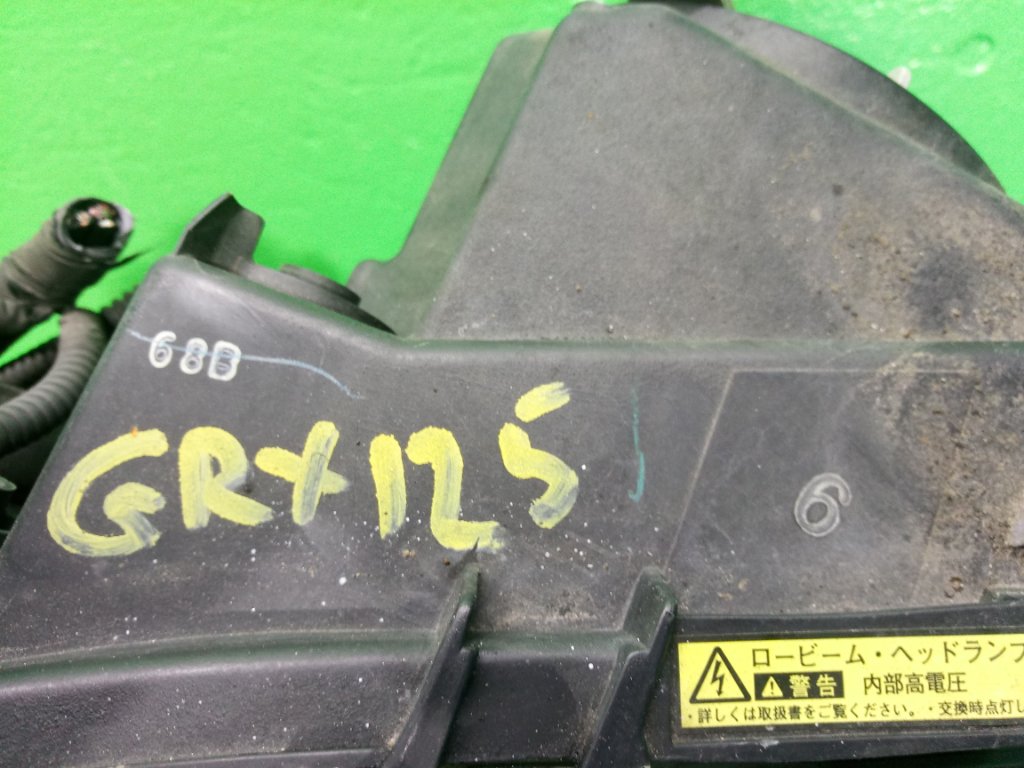 68B
GRX125
6
ロービーム・ヘッドランプ
警告 内部高電圧
・詳しくは取扱書をご覧ください。・交換時点灯し